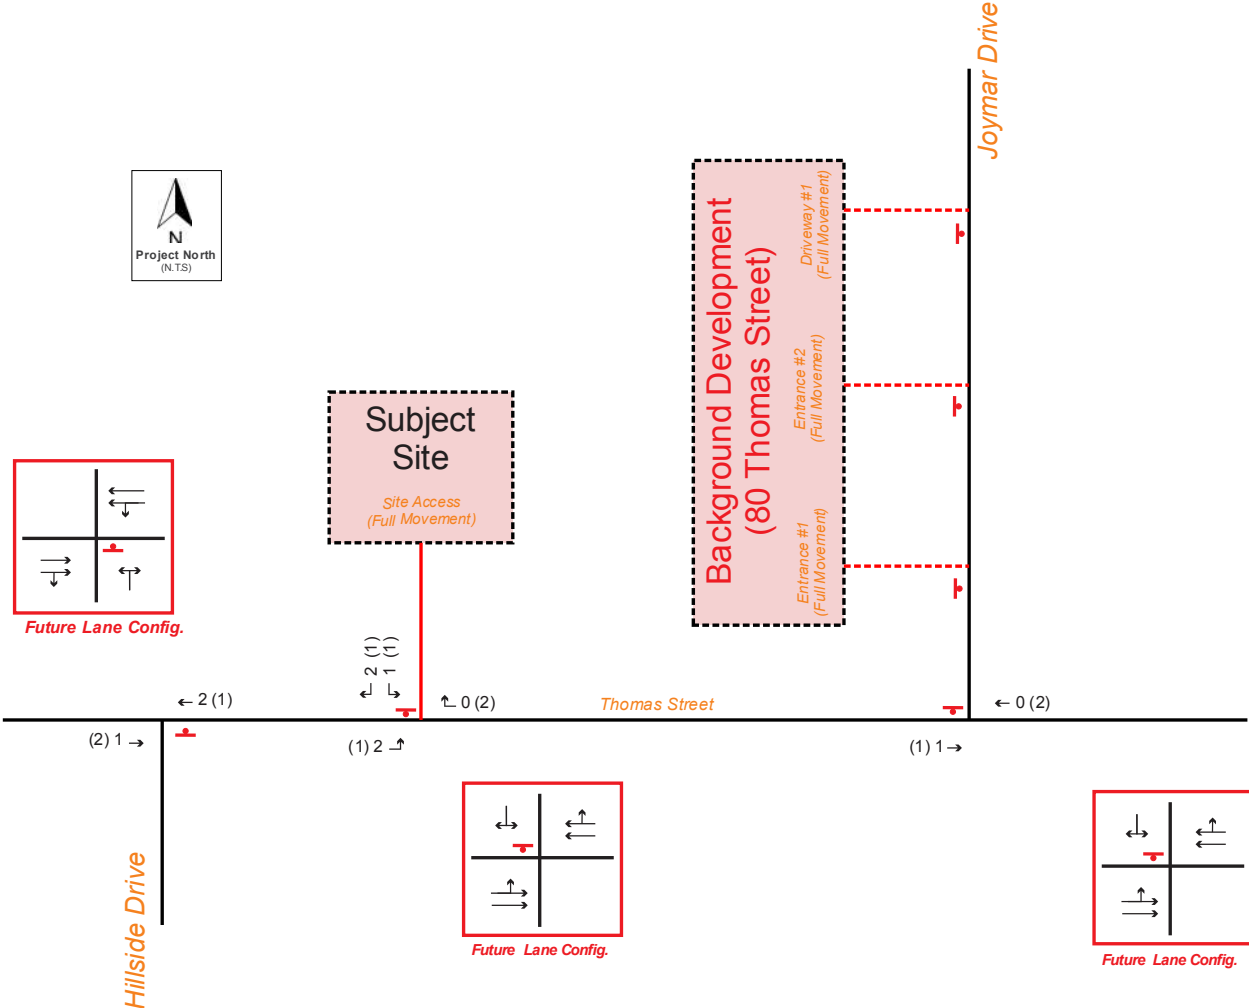 Joymar Drive
N
Project North
(N.T.S)
Background Development
(80 Thomas Street)
Driveway #1
(Full Movement)
Entrance #2
(Full Movement)
Entrance #1
(Full Movement)
Subject
Site
Site Access
(Full Movement)
Future Lane Config.
2 (1)
1 (1)
2 (1)
0 (2)
Thomas Street
0 (2)
(2) 1
(1) 2
(1) 1
Hillside Drive
Future Lane Config.
Future Lane Config.